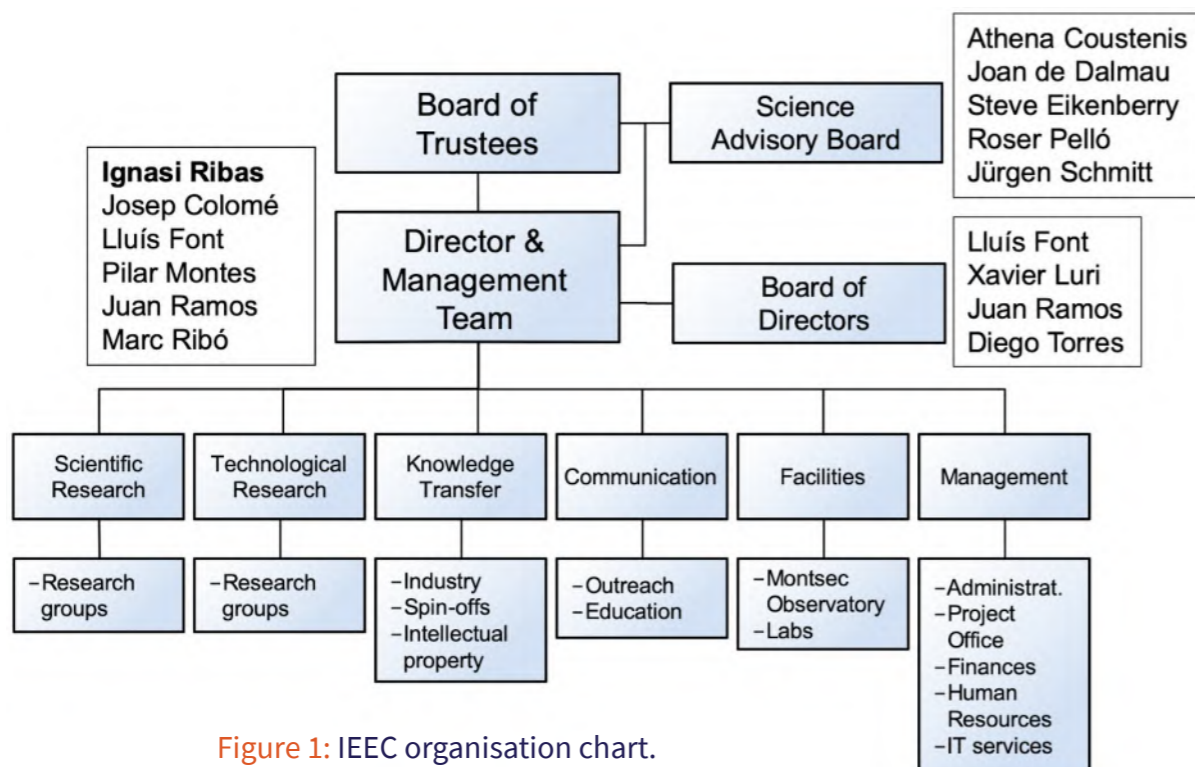 Board of
Trustees
Science
Advisory Board
Athena Coustenis
Joan de Dalmau
Steve Eikenberry
Roser Pelló
Jürgen Schmitt
Ignasi Ribas
Josep Colomé
Lluís Font
Pilar Montes
Juan Ramos
Marc Ribó
Director &
Management
Team
Board of
Directors
Lluís Font
Xavier Luri
Juan Ramos
Diego Torres
Scientific
Research
Technological
Research
Knowledge
Transfer
Communication
Facilities
Management
–Research
groups
–Research
groups
–Industry
–Spin-offs
–Intellectual
property
–Outreach
–Education
–Montsec
Observatory
–Labs
–Administrat.
–Project
Office
–Finances
–Human
Resources
–IT services
Figure 1: IEEC organisation chart.